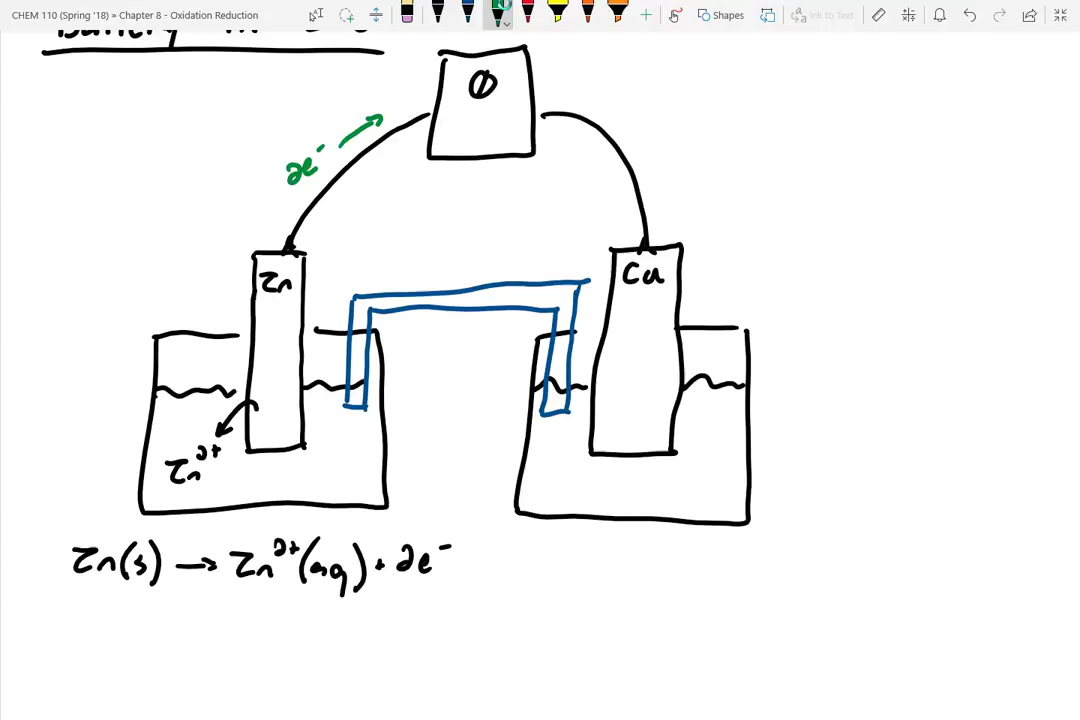 CHEM 110 (Spring '18) » Chapter 8 - Oxidation Reduction
Shapes
Ink to Text
Battery
2e⁻
Zn
Cu
Zn²⁺
Zn(s) → Zn²⁺(aq) + 2e⁻